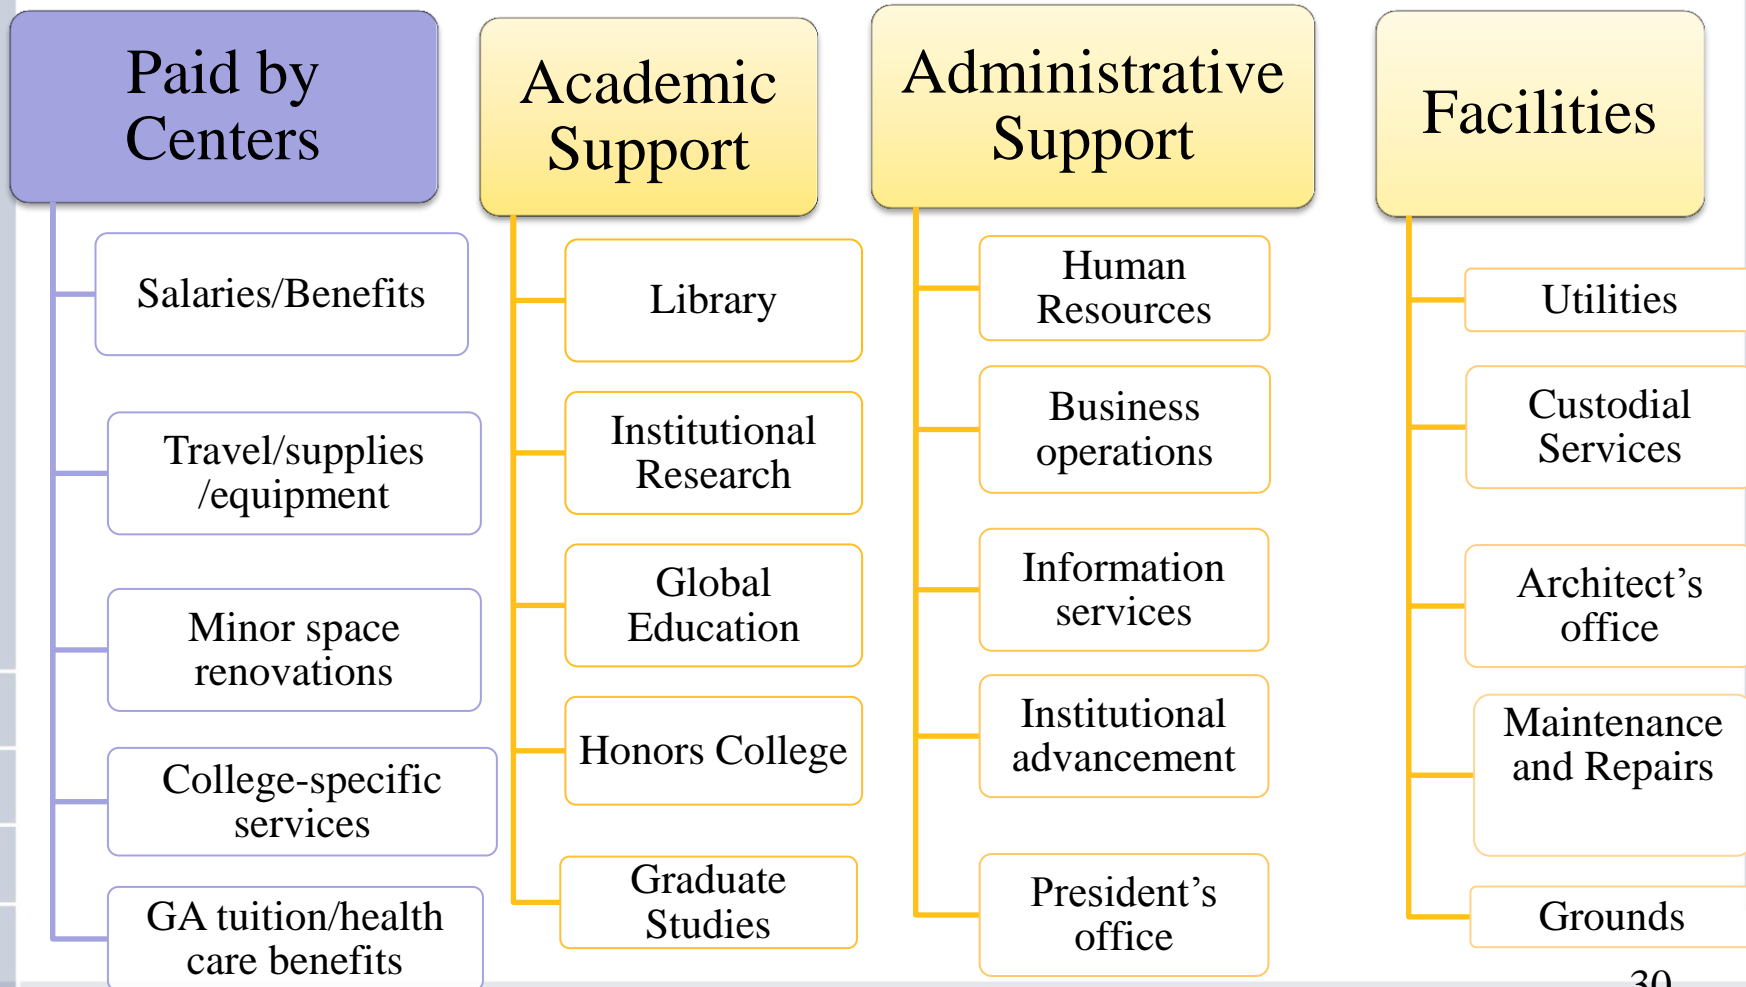 Paid by
Centers
Salaries/Benefits
Travel/supplies
/equipment
Minor space
renovations
College-specific
services
GA tuition/health
care benefits
Academic
Support
Library
Institutional
Research
Global
Education
Honors College
Graduate
Studies
Administrative
Support
Human
Resources
Business
operations
Information
services
Institutional
advancement
President’s
office
Facilities
Utilities
Custodial
Services
Architect’s
office
Maintenance
and Repairs
Grounds
30